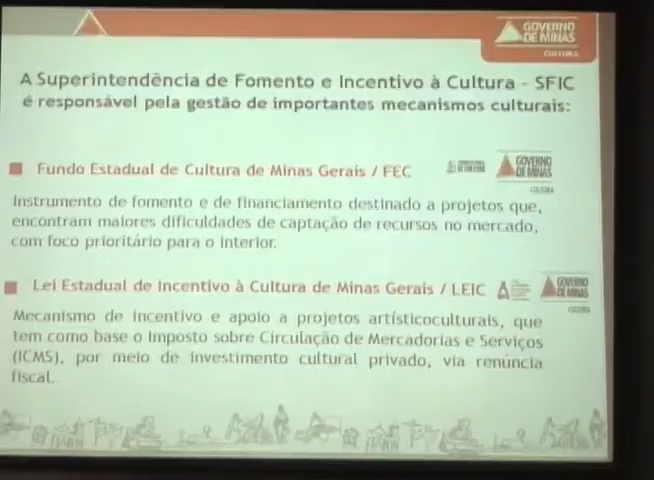 GOVERNO
DE MINAS
CULTURA
A Superintendência de Fomento e Incentivo à Cultura - SFIC
é responsável pela gestão de importantes mecanismos culturais:
Fundo Estadual de Cultura de Minas Gerais / FEC
GOVERNO
DE MINAS
CULTURA
Instrumento de fomento e de financiamento destinado a projetos que,
encontram maiores dificuldades de captação de recursos no mercado,
com foco prioritário para o interior.
Lei Estadual de Incentivo à Cultura de Minas Gerais / LEIC
GOVERNO
DE MINAS
CULTURA
Mecanismo de incentivo e apoio a projetos artísticoculturais, que
tem como base o Imposto sobre Circulação de Mercadorias e Serviços
(ICMS), por meio de investimento cultural privado, via renúncia
fiscal.